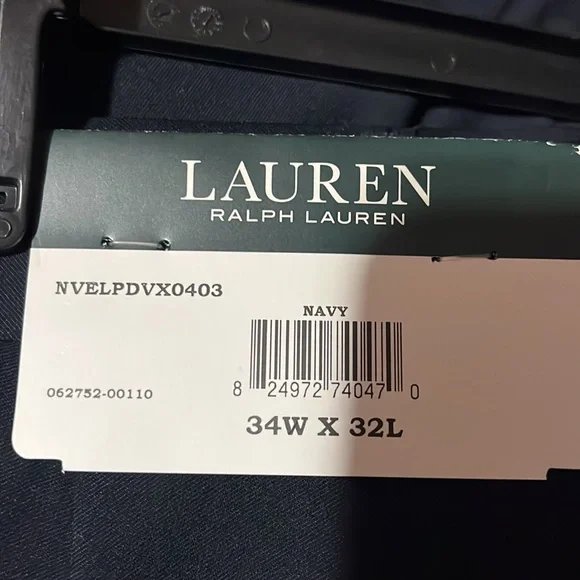 LAUREN
RALPH LAUREN
NVELPDVX0403
NAVY
8 24972 74047 0
062752-00110
34W X 32L